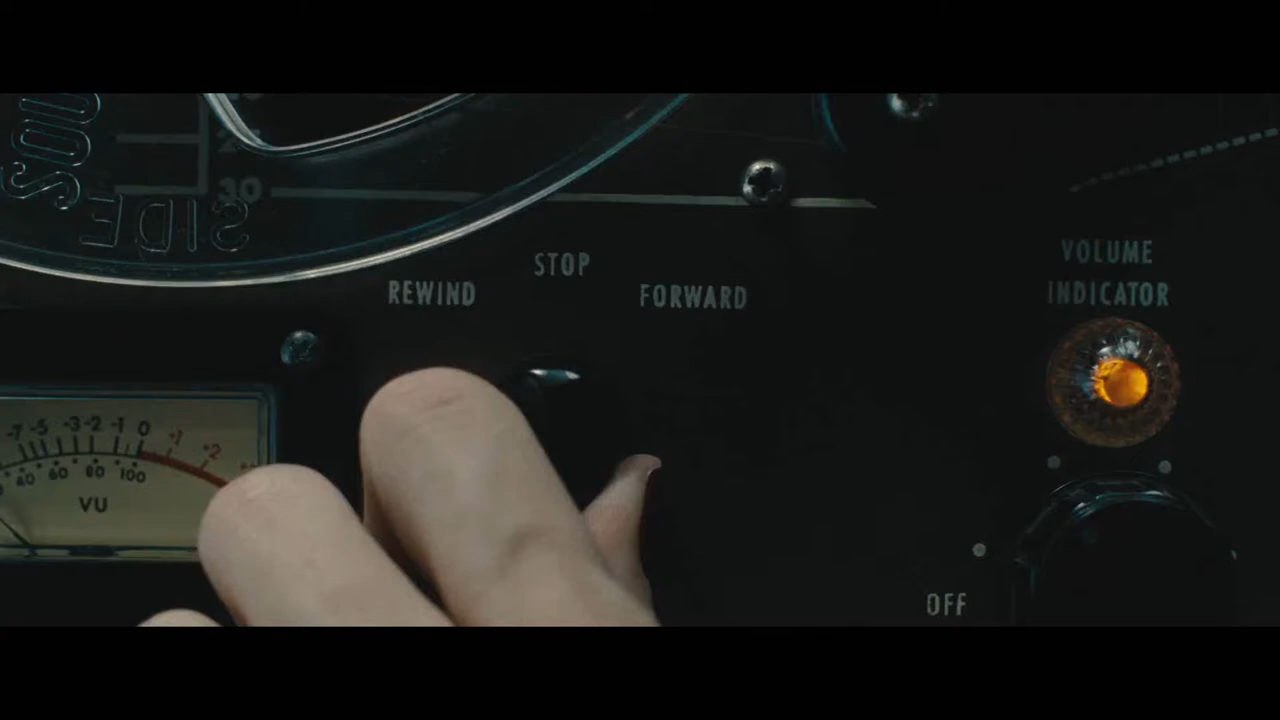 30
SIDE
STOP
REWIND
FORWARD
VOLUME
INDICATOR
-7 -5 -3 -2 -1 0 +1 +2
40 60 80 100
VU
OFF